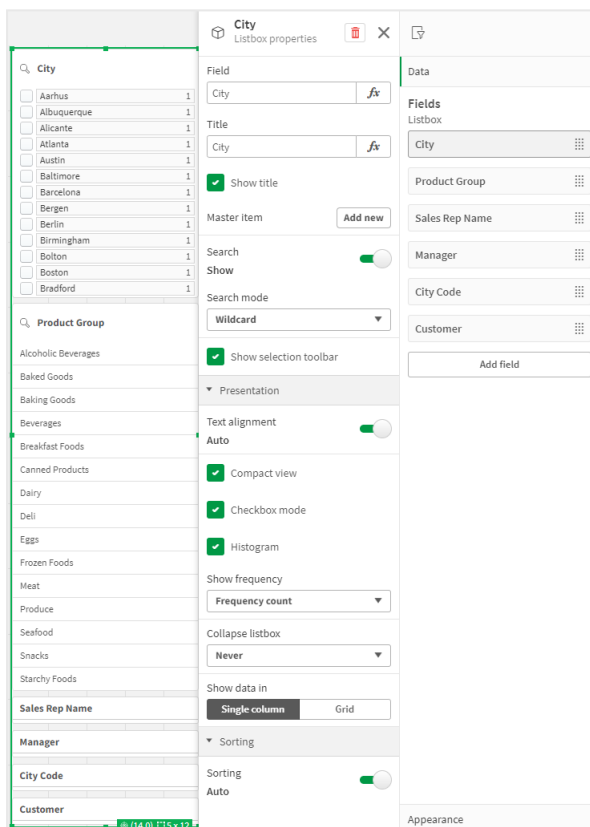 City
Aarhus 1
Albuquerque 1
Alicante 1
Atlanta 1
Austin 1
Baltimore 1
Barcelona 1
Bergen 1
Berlin 1
Birmingham 1
Bolton 1
Boston 1
Bradford 1
Product Group
Alcoholic Beverages
Baked Goods
Baking Goods
Beverages
Breakfast Foods
Canned Products
Dairy
Deli
Eggs
Frozen Foods
Meat
Produce
Seafood
Snacks
Starchy Foods
Sales Rep Name
Manager
City Code
Customer
(14,0) 5 x 12
City
Listbox properties
Field
City fx
Title
City fx
Show title
Master item Add new
Search
Show
Search mode
Wildcard
Show selection toolbar
Presentation
Text alignment
Auto
Compact view
Checkbox mode
Histogram
Show frequency
Frequency count
Collapse listbox
Never
Show data in
Single column Grid
Sorting
Sorting
Auto
Data
Fields
Listbox
City
Product Group
Sales Rep Name
Manager
City Code
Customer
Add field
Appearance